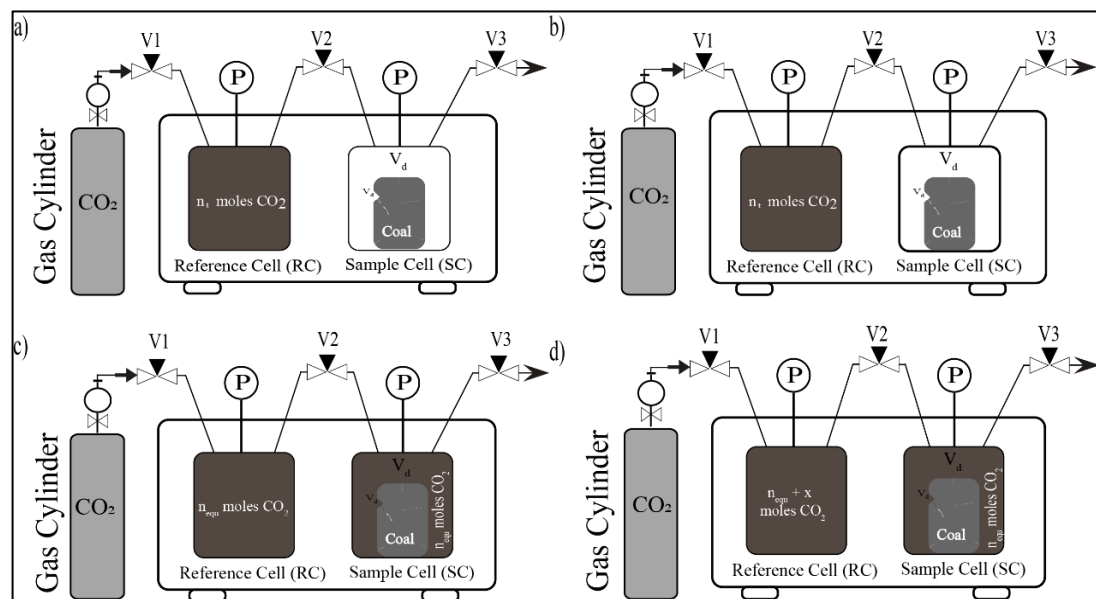 a)
V1
V2
V3
P
P
Gas Cylinder
CO₂
n₁ moles CO2
V_d
Coal
Reference Cell (RC)
Sample Cell (SC)
b)
V1
V2
V3
P
P
Gas Cylinder
CO₂
n₁ moles CO2
V_d
Coal
Reference Cell (RC)
Sample Cell (SC)
c)
V1
V2
V3
P
P
Gas Cylinder
CO₂
n_equ moles CO₂
V_d
n_equ moles CO₂
Coal
Reference Cell (RC)
Sample Cell (SC)
d)
V1
V2
V3
P
P
Gas Cylinder
CO₂
n_equ + x
moles CO₂
V_d
n_equ moles CO₂
Coal
Reference Cell (RC)
Sample Cell (SC)